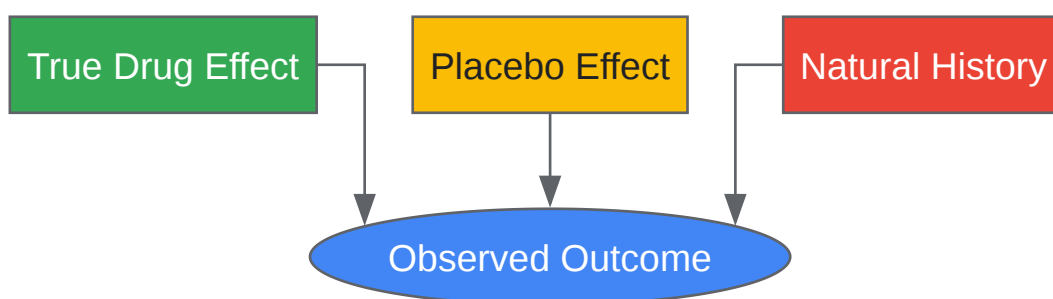 True Drug Effect
Placebo Effect
Natural History
Observed Outcome